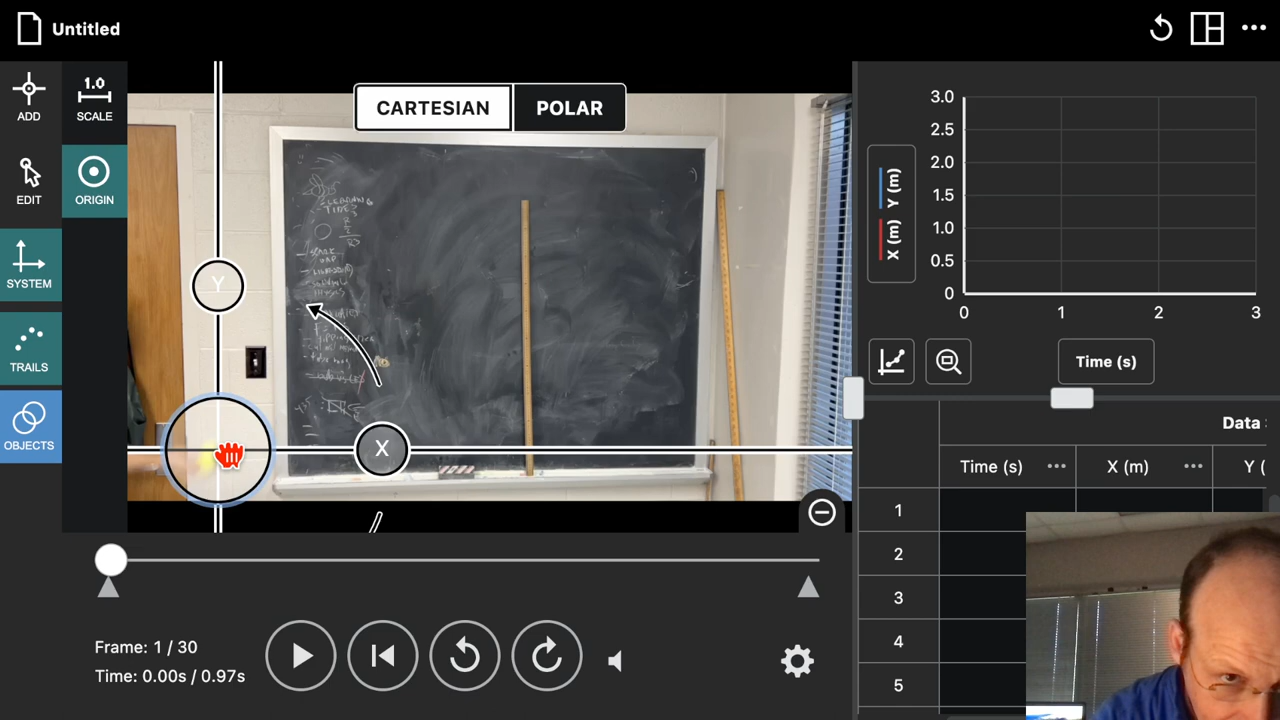 Untitled
ADD
1.0
SCALE
CARTESIAN
POLAR
EDIT
ORIGIN
SYSTEM
TRAILS
OBJECTS
Y
X
Frame: 1 / 30
Time: 0.00s / 0.97s
X (m) Y (m)
3.0
2.5
2.0
1.5
1.0
0.5
0
0 1 2 3
Time (s)
Data
Time (s) ••• X (m) ••• Y (
1
2
3
4
5